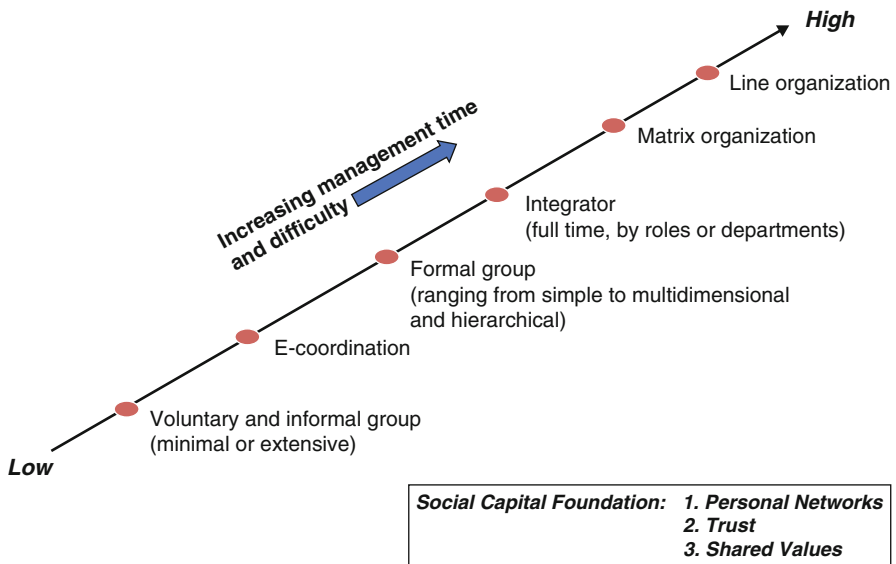 High
Line organization
Matrix organization
Increasing management time
and difficulty
Integrator
(full time, by roles or departments)
Formal group
(ranging from simple to multidimensional
and hierarchical)
E-coordination
Voluntary and informal group
(minimal or extensive)
Low
Social Capital Foundation: 1. Personal Networks
2. Trust
3. Shared Values